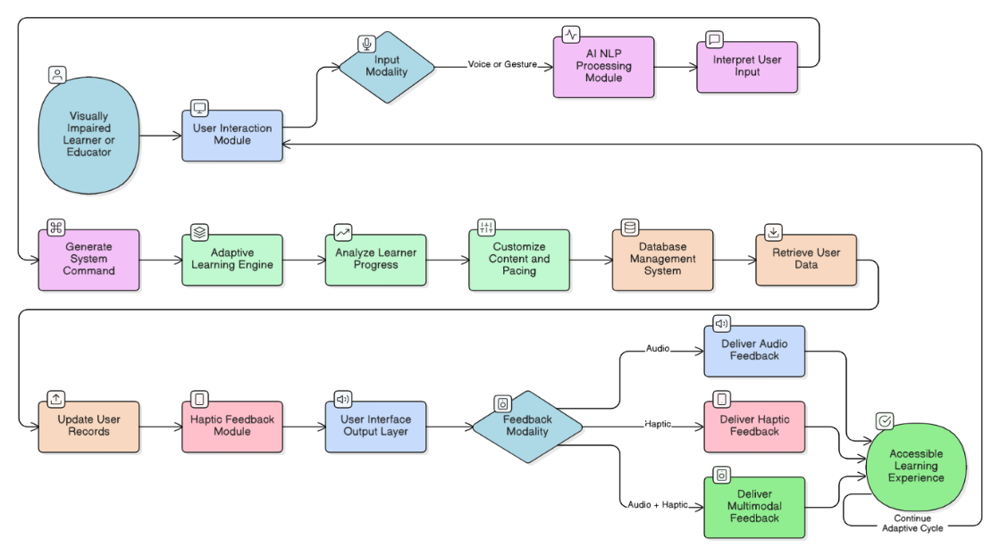 Input
Modality
Voice or Gesture
AI NLP
Processing
Module
Interpret User
Input
Visually
Impaired
Learner or
Educator
User Interaction
Module
Generate
System
Command
Adaptive
Learning Engine
Analyze Learner
Progress
Customize
Content and
Pacing
Database
Management
System
Retrieve User
Data
Update User
Records
Haptic Feedback
Module
User Interface
Output Layer
Feedback
Modality
Audio
Deliver Audio
Feedback
Haptic
Deliver Haptic
Feedback
Audio + Haptic
Deliver
Multimodal
Feedback
Accessible
Learning
Experience
Continue
Adaptive Cycle